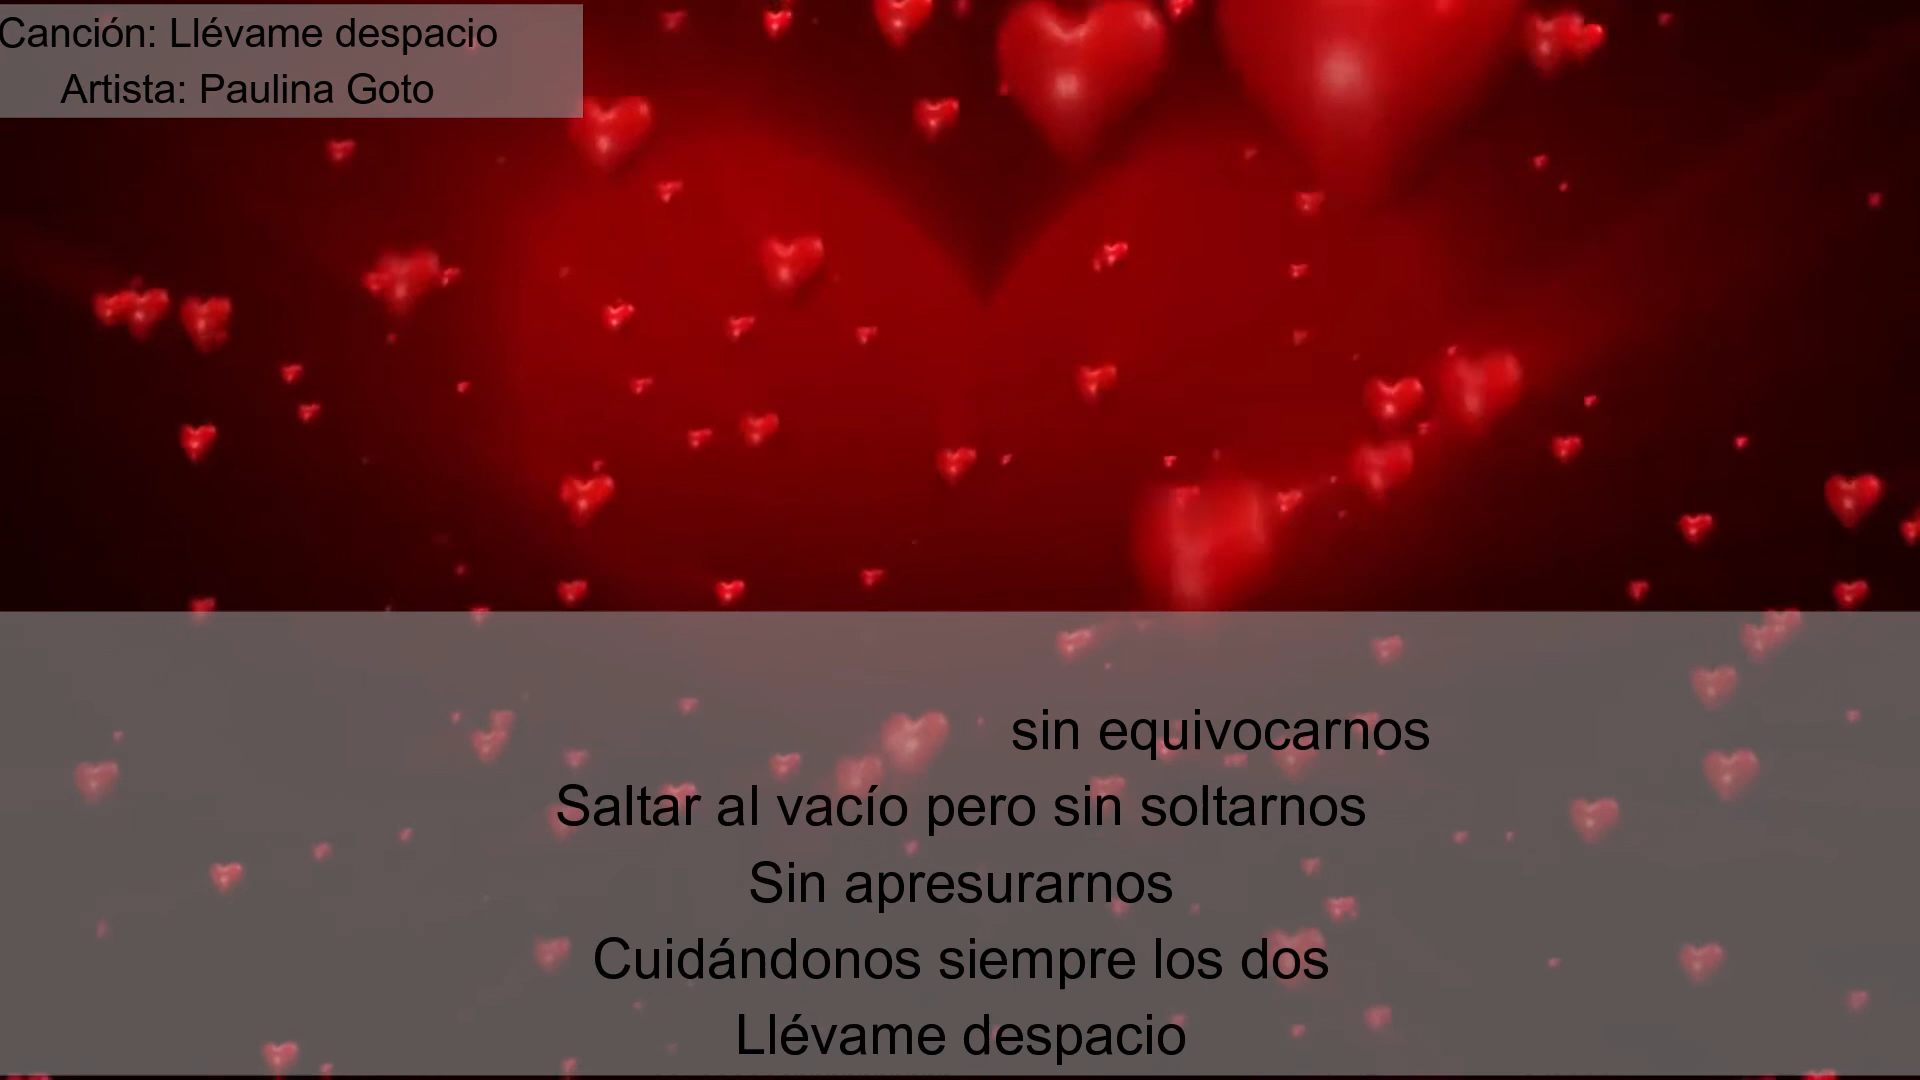 Canción: Llévame despacio
Artista: Paulina Goto
sin equivocarnos
Saltar al vacío pero sin soltarnos
Sin apresurarnos
Cuidándonos siempre los dos
Llévame despacio